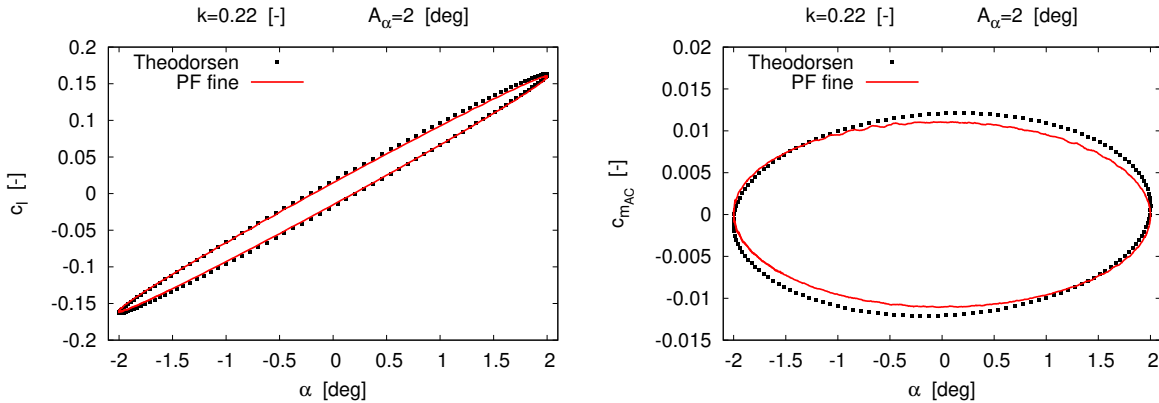 k=0.22 [-] A_α=2 [deg]
Theodorsen
PF fine
0.2
0.15
0.1
0.05
0
-0.05
-0.1
-0.15
-0.2
c_l [-]
-2 -1.5 -1 -0.5 0 0.5 1 1.5 2
α [deg]
k=0.22 [-] A_α=2 [deg]
Theodorsen
PF fine
0.02
0.015
0.01
0.005
0
-0.005
-0.01
-0.015
c_{m_{AC}} [-]
-2 -1.5 -1 -0.5 0 0.5 1 1.5 2
α [deg]